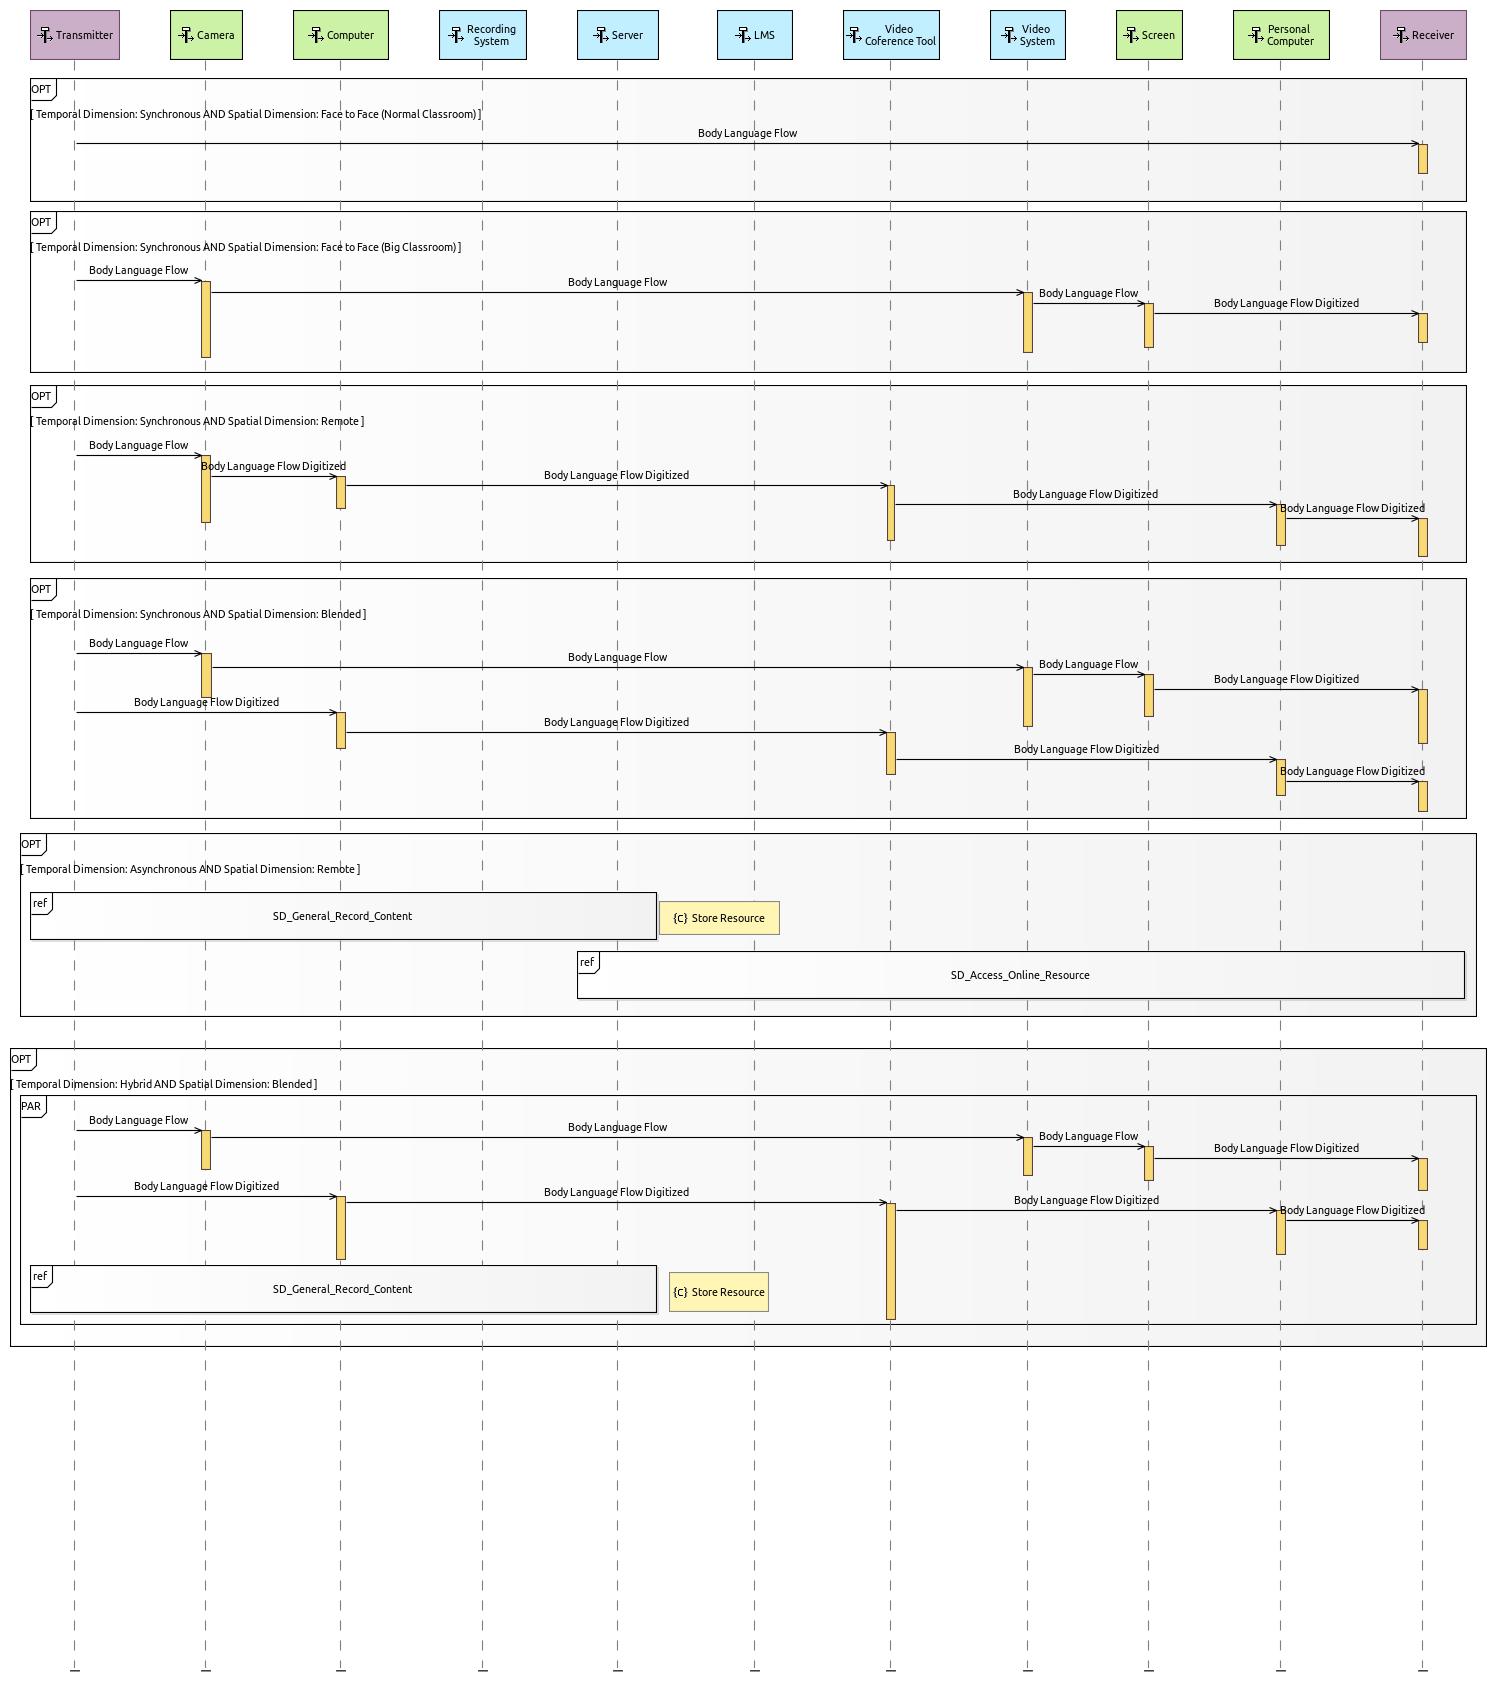 Transmitter
Camera
Computer
Recording
System
Server
LMS
Video
Coference Tool
Video
System
Screen
Personal
Computer
Receiver
OPT
[ Temporal Dimension: Synchronous AND Spatial Dimension: Face to Face (Normal Classroom) ]
Body Language Flow
OPT
[ Temporal Dimension: Synchronous AND Spatial Dimension: Face to Face (Big Classroom) ]
Body Language Flow
Body Language Flow
Body Language Flow
Body Language Flow Digitized
OPT
[ Temporal Dimension: Synchronous AND Spatial Dimension: Remote ]
Body Language Flow
Body Language Flow Digitized
Body Language Flow Digitized
Body Language Flow Digitized
Body Language Flow Digitized
OPT
[ Temporal Dimension: Synchronous AND Spatial Dimension: Blended ]
Body Language Flow
Body Language Flow
Body Language Flow
Body Language Flow Digitized
Body Language Flow Digitized
Body Language Flow Digitized
Body Language Flow Digitized
Body Language Flow Digitized
OPT
[ Temporal Dimension: Asynchronous AND Spatial Dimension: Remote ]
ref
SD_General_Record_Content
{C} Store Resource
ref
SD_Access_Online_Resource
OPT
[ Temporal Dimension: Hybrid AND Spatial Dimension: Blended ]
PAR
Body Language Flow
Body Language Flow
Body Language Flow
Body Language Flow Digitized
Body Language Flow Digitized
Body Language Flow Digitized
Body Language Flow Digitized
Body Language Flow Digitized
ref
SD_General_Record_Content
{C} Store Resource